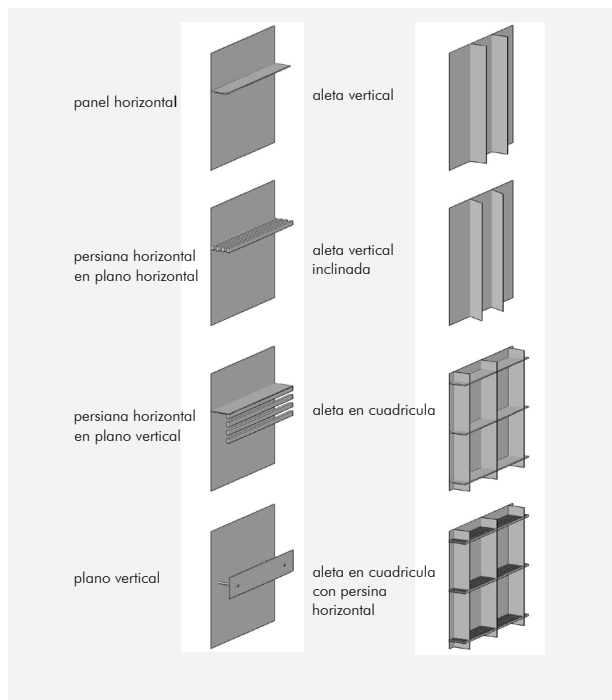 panel horizontal
persiana horizontal
en plano horizontal
persiana horizontal
en plano vertical
plano vertical
aleta vertical
aleta vertical
inclinada
aleta en cuadricula
aleta en cuadricula
con persina
horizontal